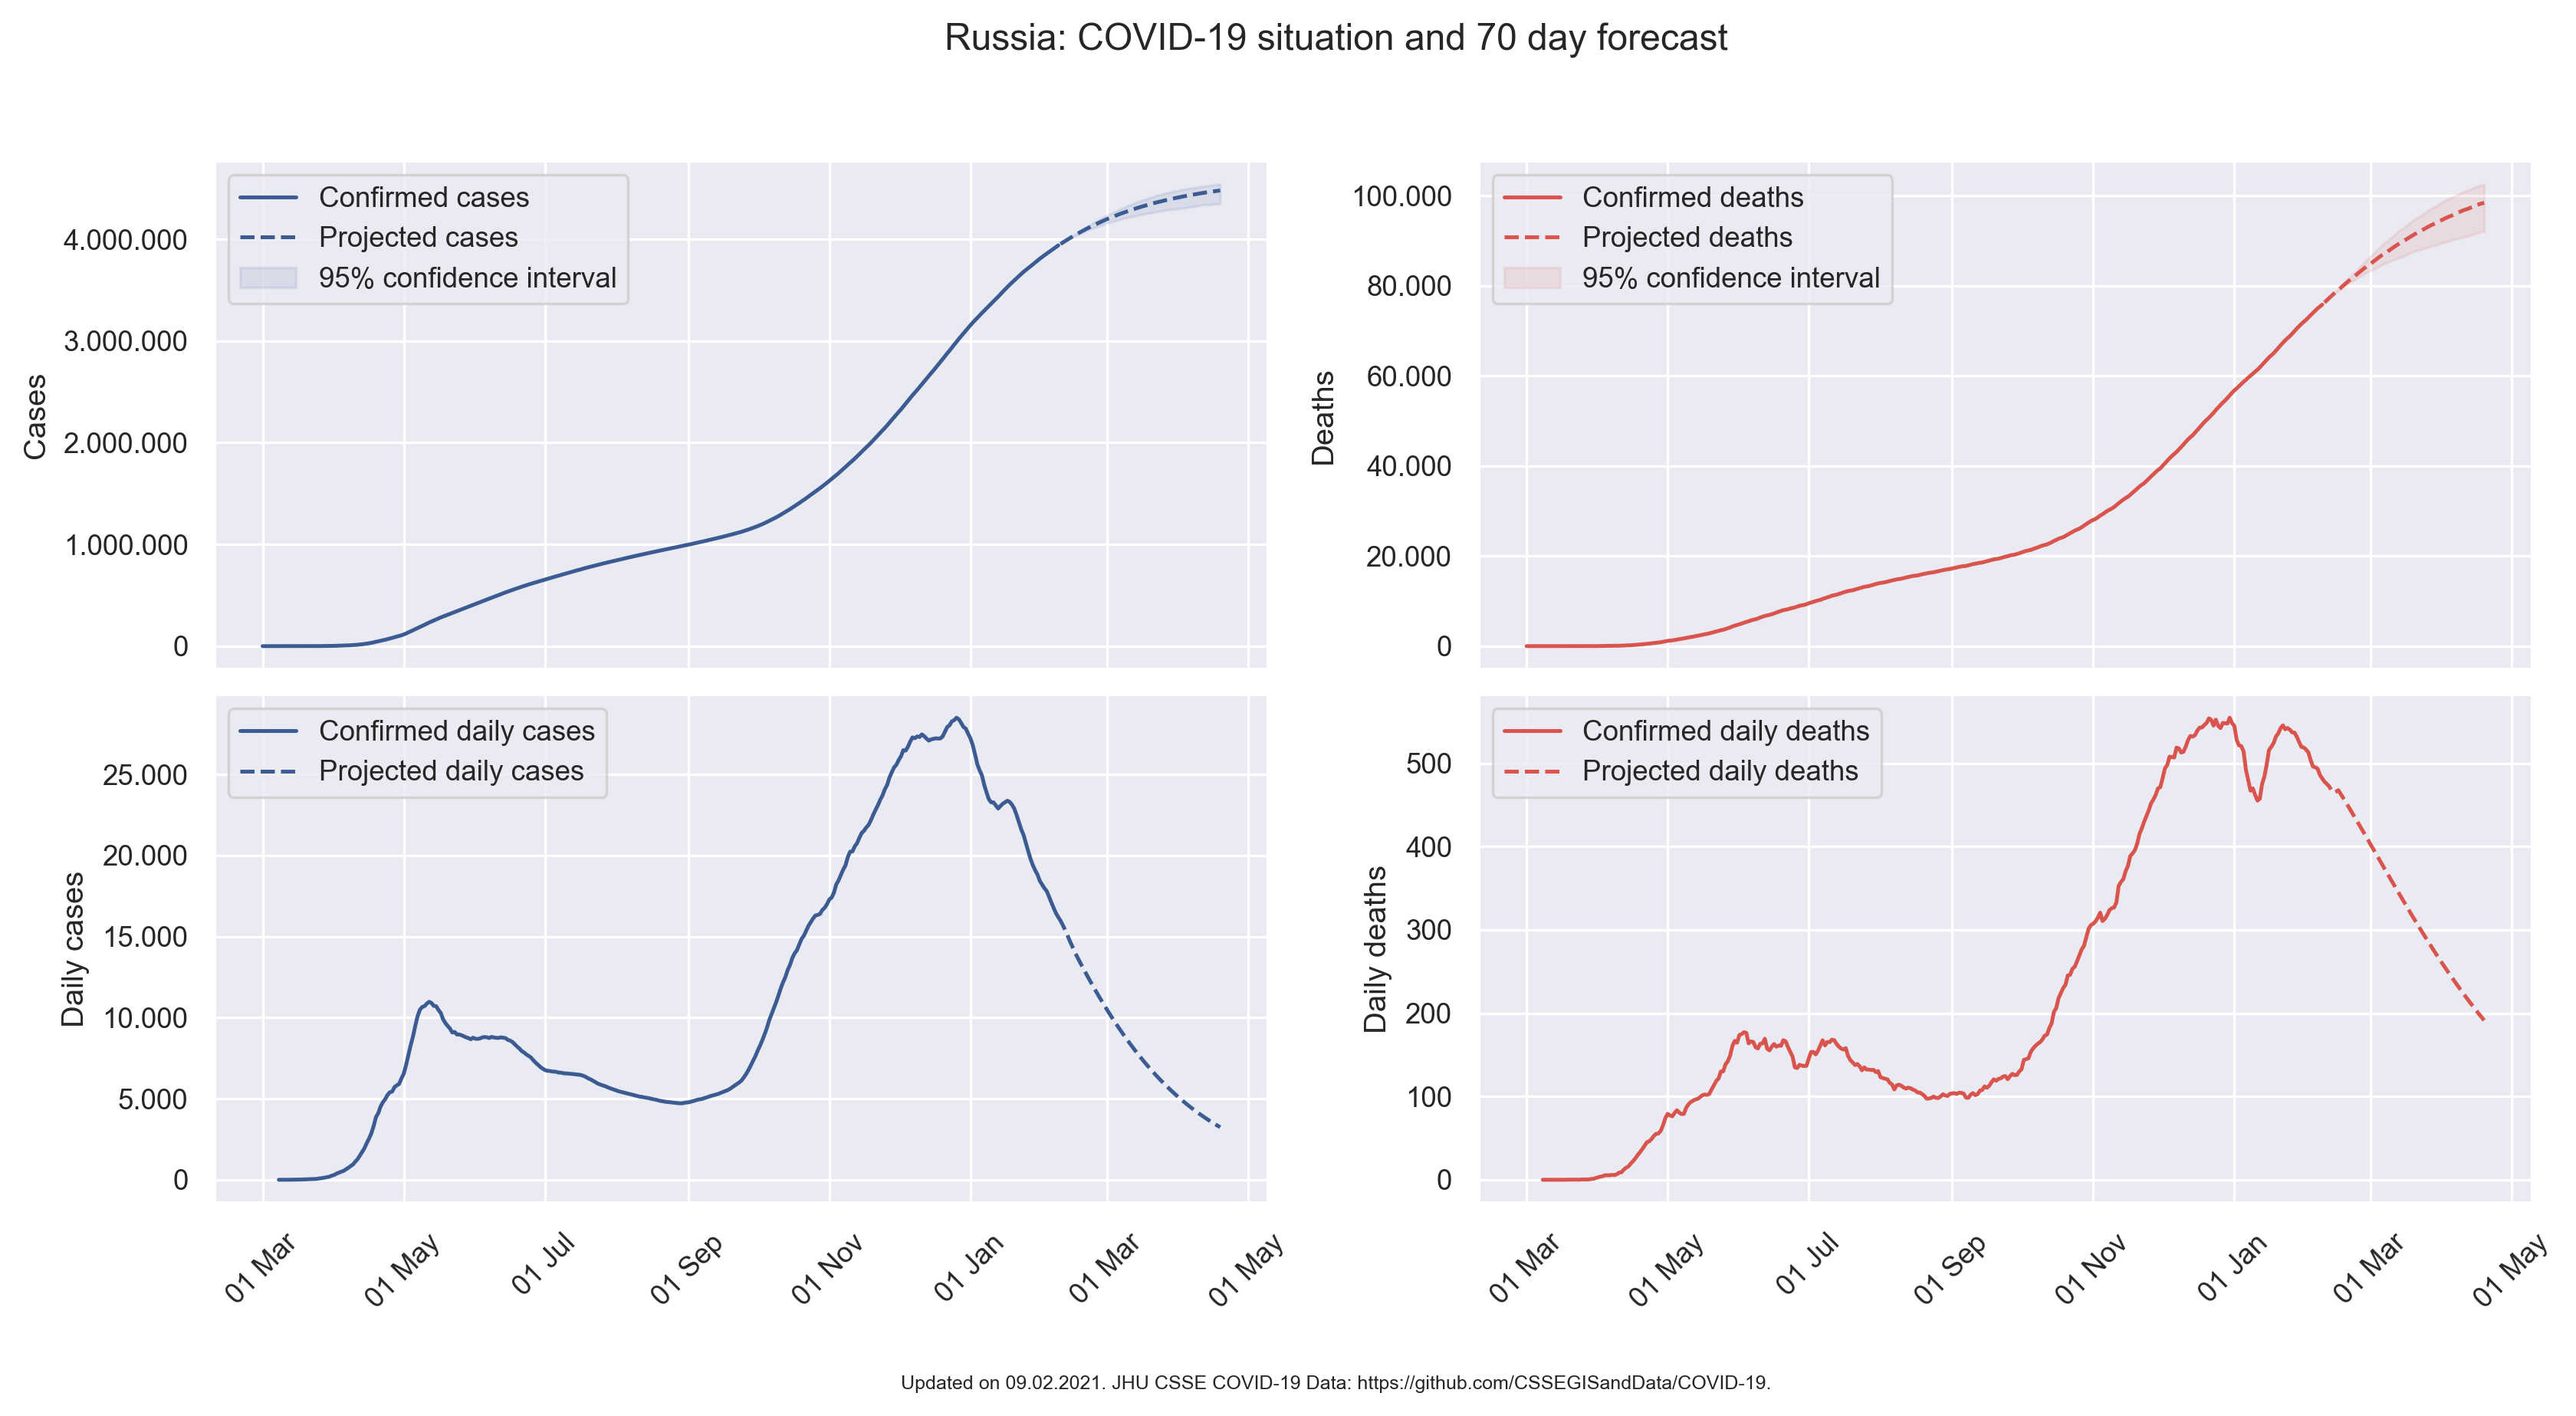 Russia: COVID-19 situation and 70 day forecast
Confirmed cases
Projected cases
95% confidence interval
Cases
4.000.000
3.000.000
2.000.000
1.000.000
0
Confirmed deaths
Projected deaths
95% confidence interval
Deaths
100.000
80.000
60.000
40.000
20.000
0
Confirmed daily cases
Projected daily cases
Daily cases
25.000
20.000
15.000
10.000
5.000
0
01 Mar
01 May
01 Jul
01 Sep
01 Nov
01 Jan
01 Mar
01 May
Confirmed daily deaths
Projected daily deaths
Daily deaths
500
400
300
200
100
0
01 Mar
01 May
01 Jul
01 Sep
01 Nov
01 Jan
01 Mar
01 May
Updated on 09.02.2021. JHU CSSE COVID-19 Data: https://github.com/CSSEGISandData/COVID-19.